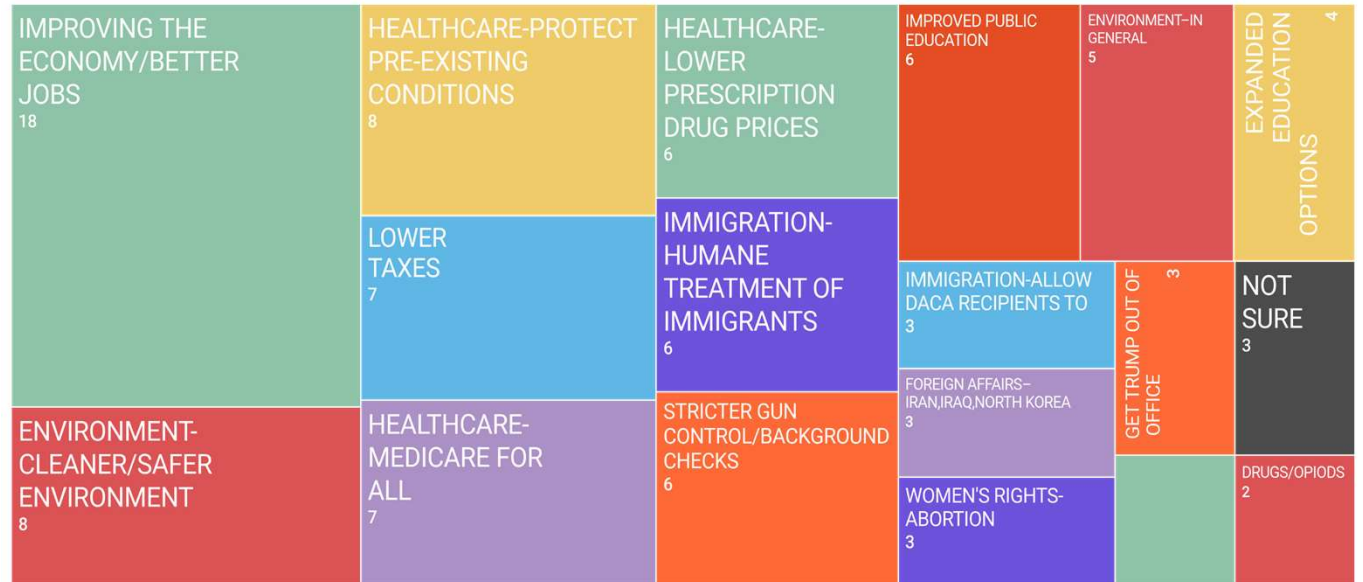 IMPROVING THE
ECONOMY/BETTER
JOBS
18
ENVIRONMENT-
CLEANER/SAFER
ENVIRONMENT
8
HEALTHCARE-PROTECT
PRE-EXISTING
CONDITIONS
8
LOWER
TAXES
7
HEALTHCARE-
MEDICARE FOR
ALL
7
HEALTHCARE-
LOWER
PRESCRIPTION
DRUG PRICES
6
IMMIGRATION-
HUMANE
TREATMENT OF
IMMIGRANTS
6
STRICTER GUN
CONTROL/BACKGROUND
CHECKS
6
IMPROVED PUBLIC
EDUCATION
6
ENVIRONMENT–IN
GENERAL
5
EXPANDED
EDUCATION
OPTIONS
4
IMMIGRATION-ALLOW
DACA RECIPIENTS TO
3
FOREIGN AFFAIRS–
IRAN,IRAQ,NORTH KOREA
3
WOMEN'S RIGHTS-
ABORTION
3
GET TRUMP OUT OF
OFFICE
3
NOT
SURE
3
DRUGS/OPIODS
2